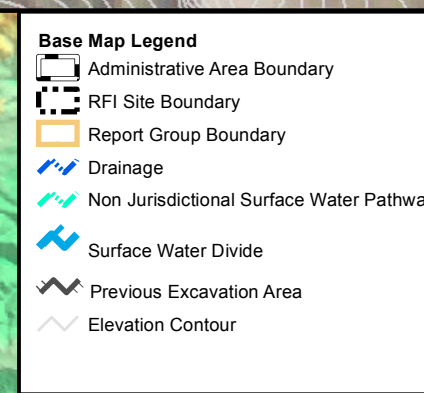 Base Map Legend
Administrative Area Boundary
RFI Site Boundary
Report Group Boundary
Drainage
Non Jurisdictional Surface Water Pathwa
Surface Water Divide
Previous Excavation Area
Elevation Contour